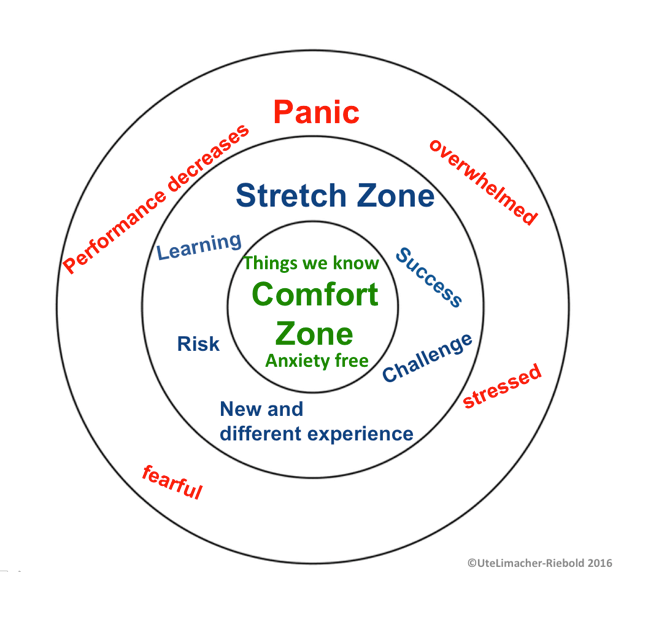 Panic
Performance decreases
overwhelmed
Stretch Zone
Learning
Things we know
Success
Comfort
Zone
Risk
Anxiety free
Challenge
stressed
New and
different experience
fearful
©UteLimacher-Riebold 2016